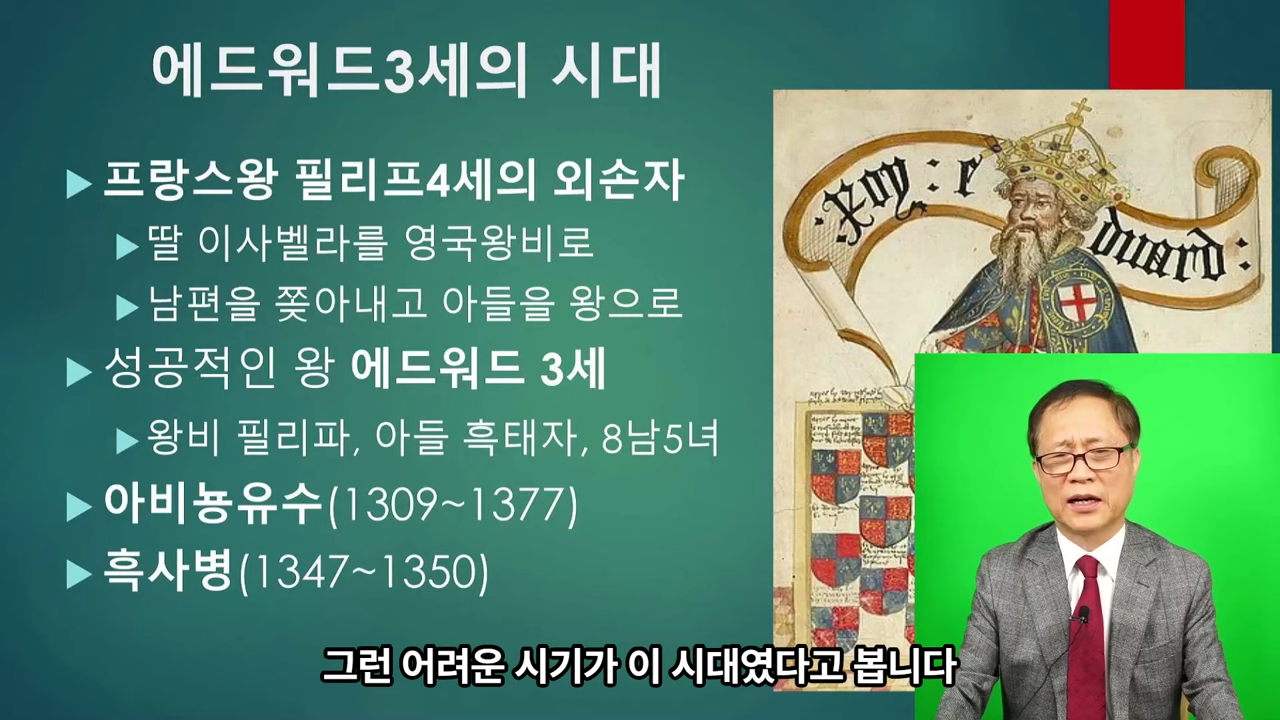 에드워드3세의 시대
프랑스왕 필리프4세의 외손자
딸 이사벨라를 영국왕비로
남편을 쫓아내고 아들을 왕으로
성공적인 왕 에드워드 3세
왕비 필리파, 아들 흑태자, 8남5녀
아비뇽유수(1309~1377)
흑사병(1347~1350)
:Roy : e
duard :
그런 어려운 시기가 이 시대였다고 봅니다